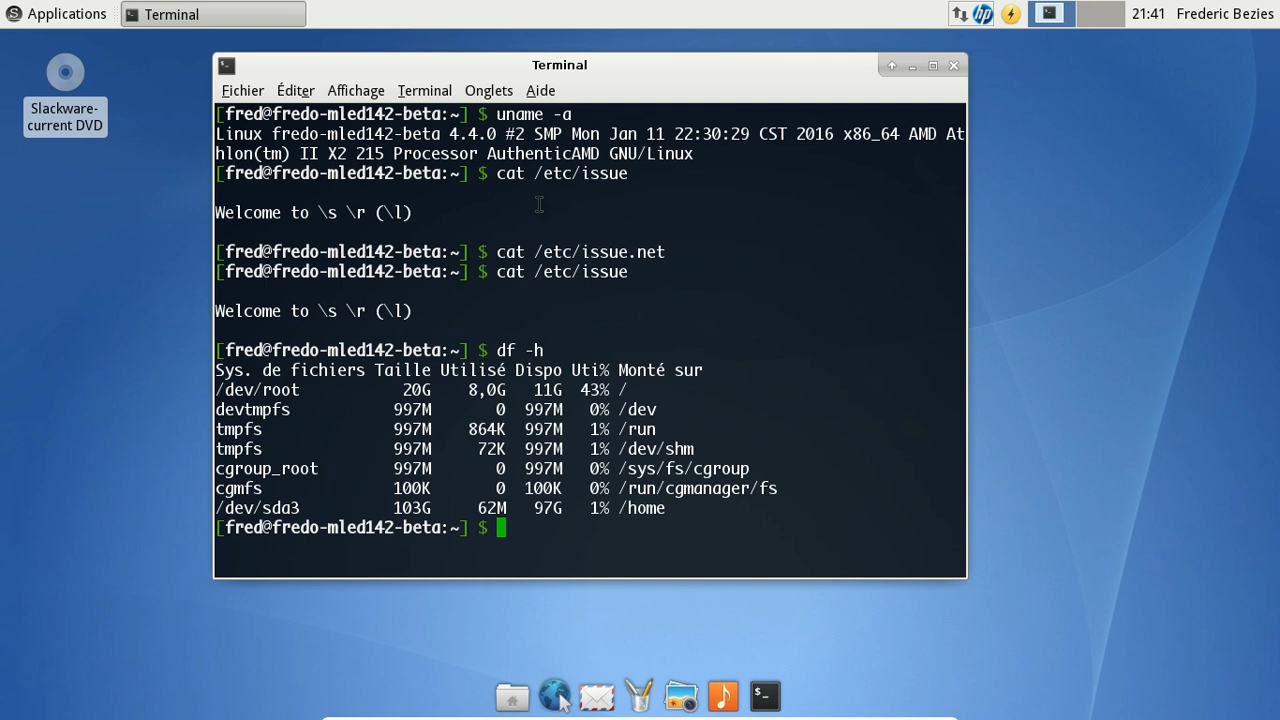 Applications
Terminal
hp
21:41
Frederic Bezies
Slackware-
current DVD
Terminal
Fichier Éditer Affichage Terminal Onglets Aide
[fred@fredo-mled142-beta:~] $ uname -a
Linux fredo-mled142-beta 4.4.0 #2 SMP Mon Jan 11 22:30:29 CST 2016 x86_64 AMD At
hlon(tm) II X2 215 Processor AuthenticAMD GNU/Linux
[fred@fredo-mled142-beta:~] $ cat /etc/issue
Welcome to \s \r (\l)
[fred@fredo-mled142-beta:~] $ cat /etc/issue.net
[fred@fredo-mled142-beta:~] $ cat /etc/issue
Welcome to \s \r (\l)
[fred@fredo-mled142-beta:~] $ df -h
Sys. de fichiers Taille Utilisé Dispo Uti% Monté sur
/dev/root 20G 8,0G 11G 43% /
devtmpfs 997M 0 997M 0% /dev
tmpfs 997M 864K 997M 1% /run
tmpfs 997M 72K 997M 1% /dev/shm
cgroup_root 997M 0 997M 0% /sys/fs/cgroup
cgmfs 100K 0 100K 0% /run/cgmanager/fs
/dev/sda3 103G 62M 97G 1% /home
[fred@fredo-mled142-beta:~] $